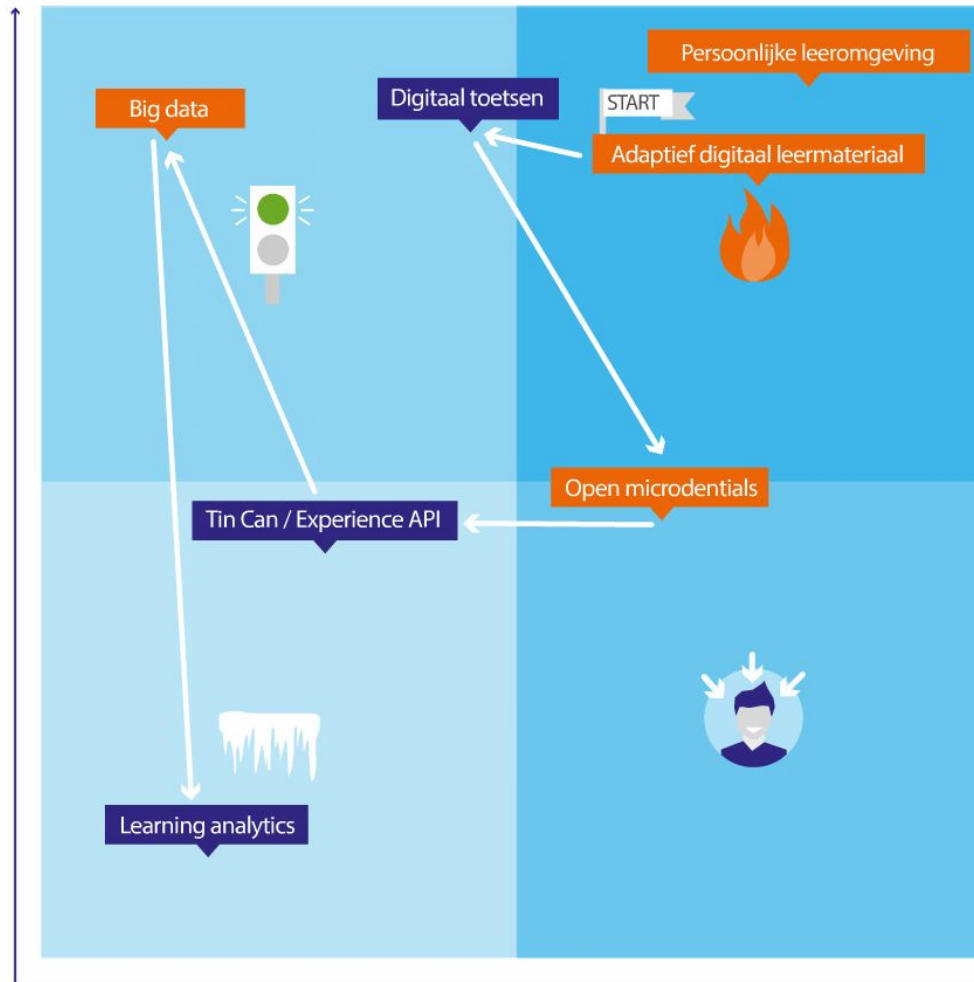 Persoonlijke leeromgeving
Big data
Digitaal toetsen
START
Adaptief digitaal leermateriaal
Open microdentials
Tin Can / Experience API
Learning analytics